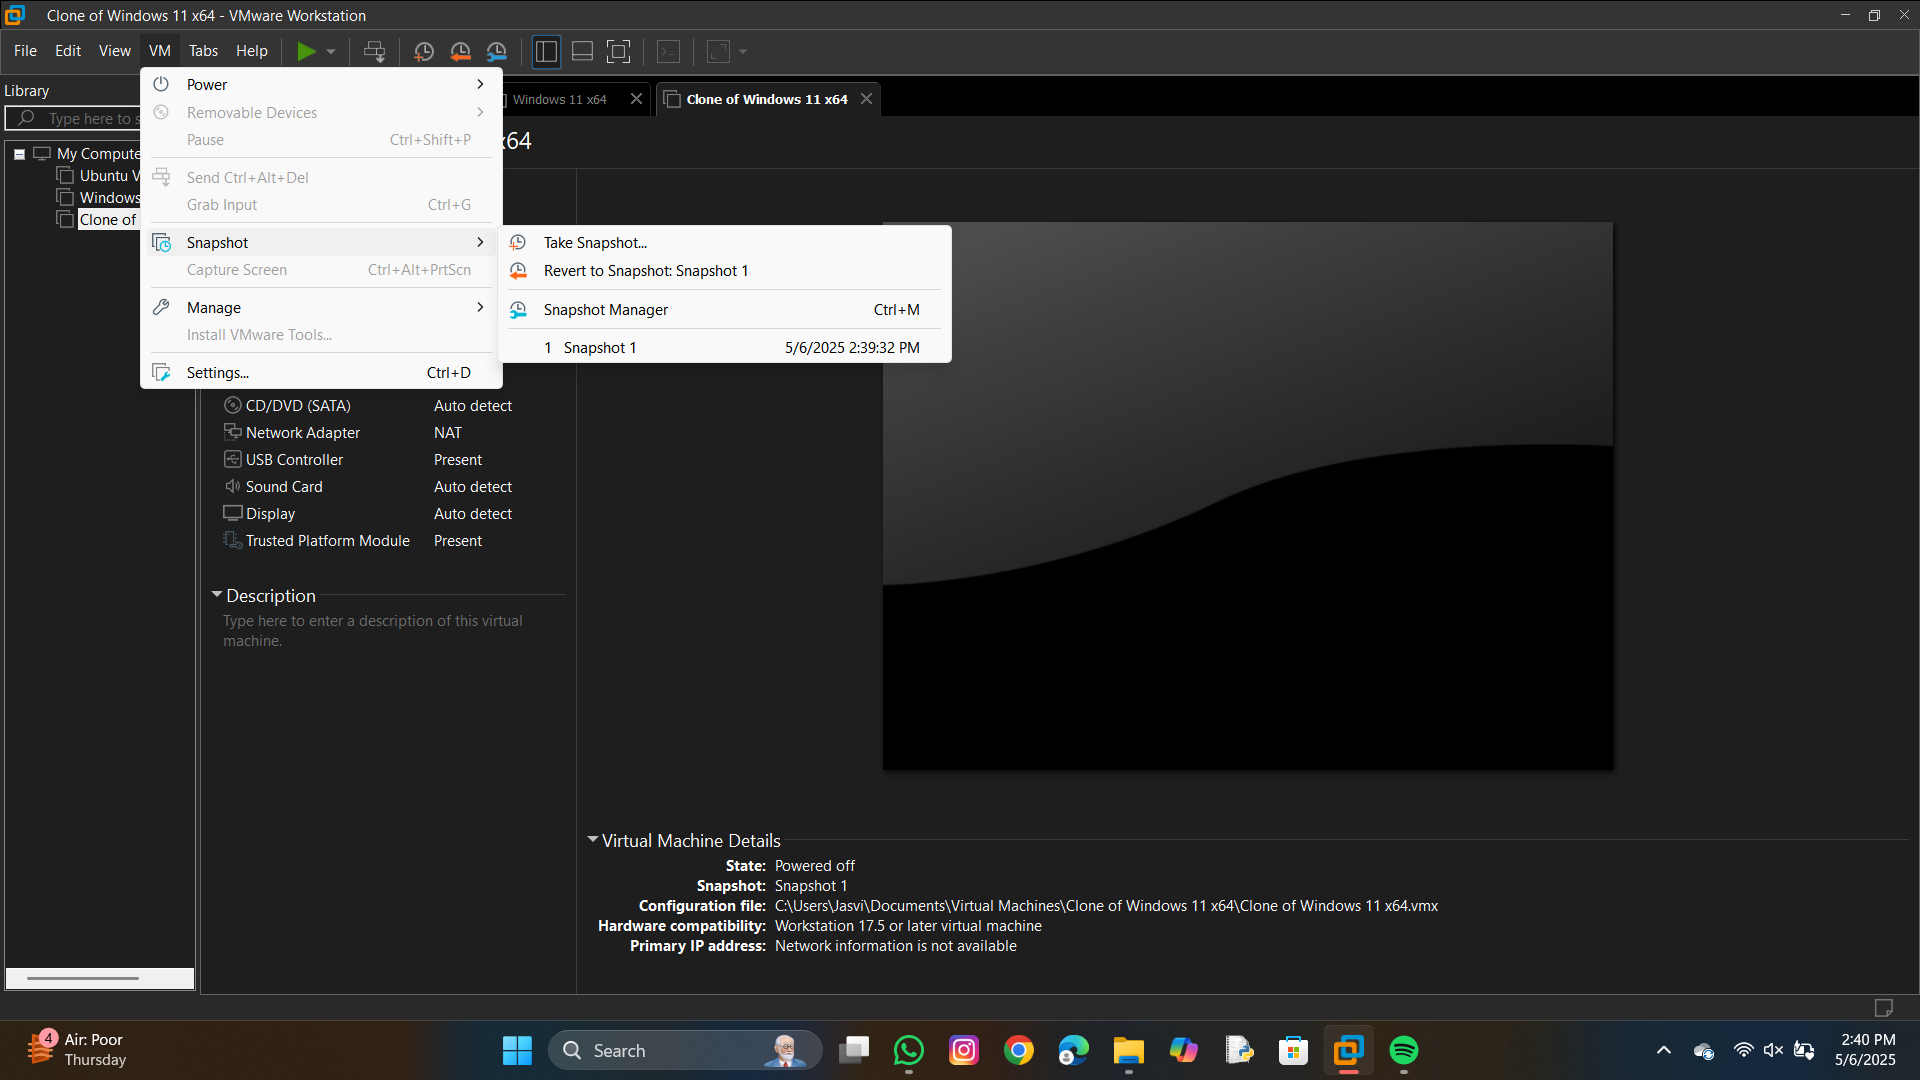 Clone of Windows 11 x64 - VMware Workstation
File Edit View VM Tabs Help
Library
Type here to s
Windows 11 x64
Clone of Windows 11 x64
x64
My Compute
Ubuntu V
Windows
Clone of
Power
Removable Devices
Pause Ctrl+Shift+P
Send Ctrl+Alt+Del
Grab Input Ctrl+G
Snapshot
Capture Screen Ctrl+Alt+PrtScn
Manage
Install VMware Tools...
Settings... Ctrl+D
Take Snapshot...
Revert to Snapshot: Snapshot 1
Snapshot Manager Ctrl+M
1 Snapshot 1 5/6/2025 2:39:32 PM
CD/DVD (SATA) Auto detect
Network Adapter NAT
USB Controller Present
Sound Card Auto detect
Display Auto detect
Trusted Platform Module Present
Description
Type here to enter a description of this virtual
machine.
Virtual Machine Details
State: Powered off
Snapshot: Snapshot 1
Configuration file: C:\Users\Jasvi\Documents\Virtual Machines\Clone of Windows 11 x64\Clone of Windows 11 x64.vmx
Hardware compatibility: Workstation 17.5 or later virtual machine
Primary IP address: Network information is not available
4
Air: Poor
Thursday
Search
2:40 PM
5/6/2025